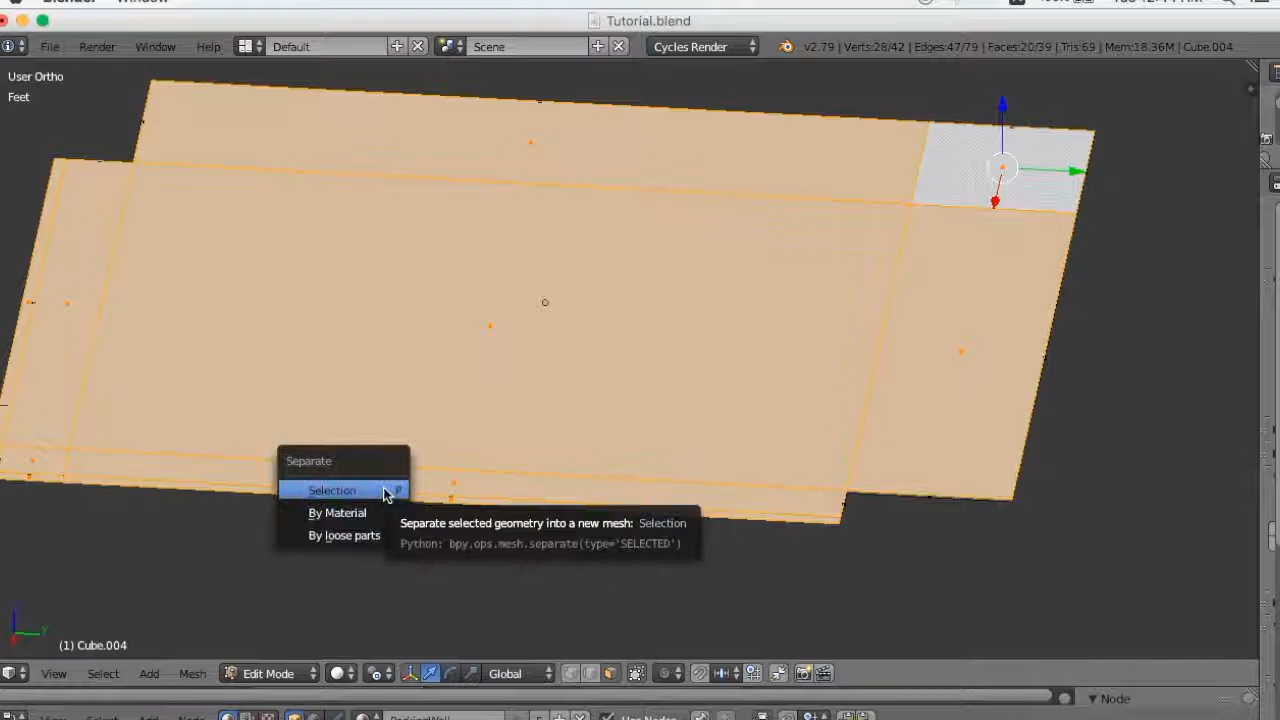 Tutorial.blend
File Render Window Help Default Scene Cycles Render v2.79 | Verts:28/42 | Edges:47/79 | Faces:20/39 | Tris:69 | Mem:18.36M | Cube.004
User Ortho
Feet
Separate
Selection P
By Material
By loose parts
Separate selected geometry into a new mesh: Selection
Python: bpy.ops.mesh.separate(type='SELECTED')
Y
(1) Cube.004
View Select Add Mesh Edit Mode Global
Node